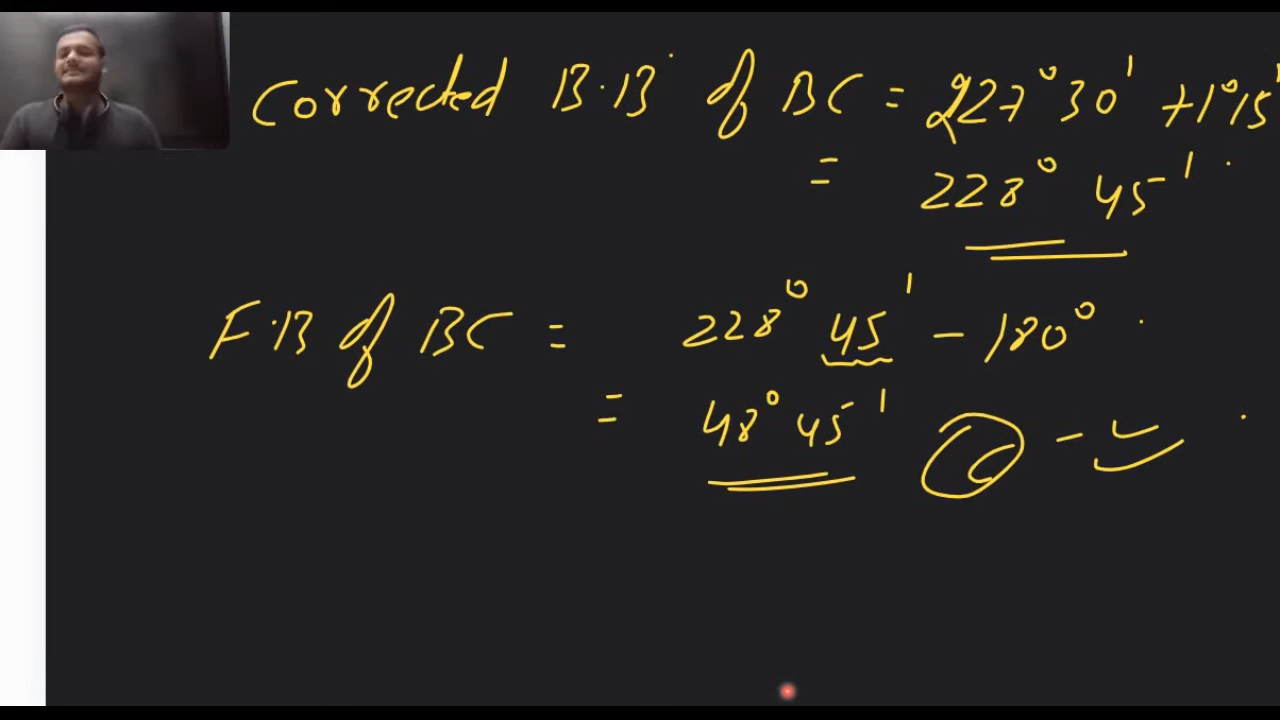 Corrected B.B. of BC = 227° 30' + 1° 15'
= 228° 45'
F.B of BC = 228° 45' - 180°
= 48° 45' C -